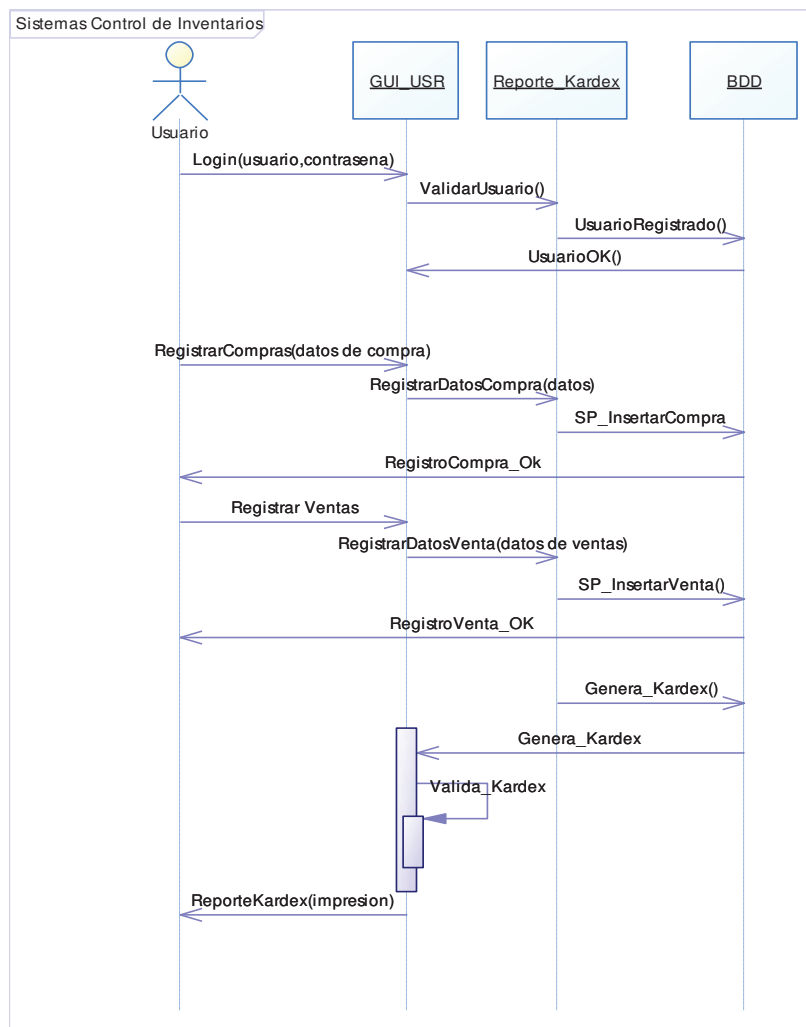 Sistemas Control de Inventarios
GUI_USR
Reporte_Kardex
BDD
Usuario
Login(usuario,contrasena)
ValidarUsuario()
UsuarioRegistrado()
UsuarioOK()
RegistrarCompras(datos de compra)
RegistrarDatosCompra(datos)
SP_InsertarCompra
RegistroCompra_Ok
Registrar Ventas
RegistrarDatosVenta(datos de ventas)
SP_InsertarVenta()
RegistroVenta_OK
Genera_Kardex()
Genera_Kardex
Valida_Kardex
ReporteKardex(impresion)